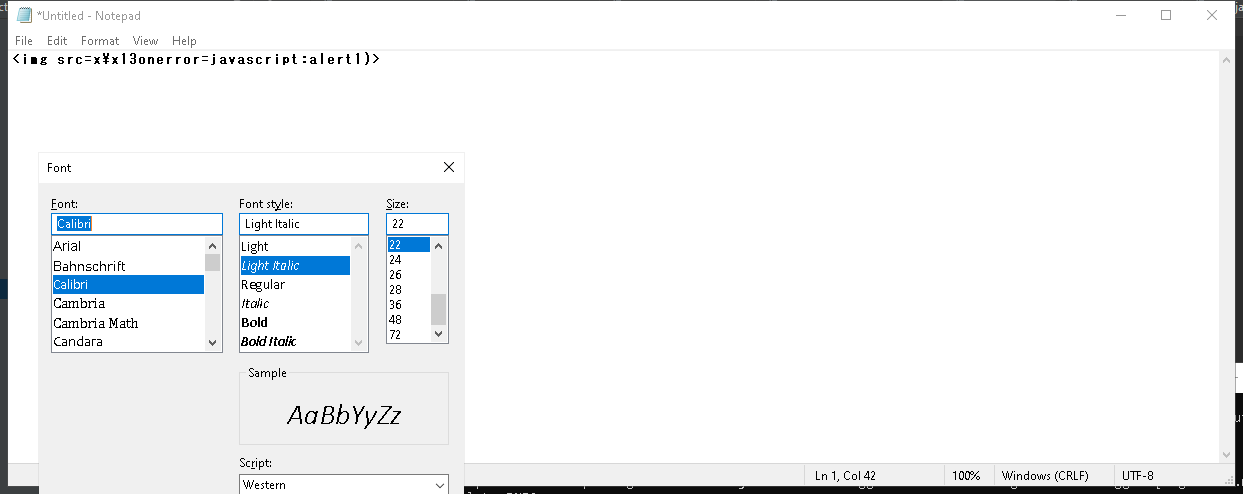 *Untitled - Notepad
File Edit Format View Help
<img src=x¥x13onerror=javascript:alert1)>
Font
Font: Font style: Size:
Calibri Light Italic 22
Arial Light 22
Bahnschrift Light Italic 24
Calibri Regular 26
Cambria Italic 28
Cambria Math Bold 36
Candara Bold Italic 48
72
Sample
AaBbYyZz
Script:
Western
Ln 1, Col 42 100% Windows (CRLF) UTF-8